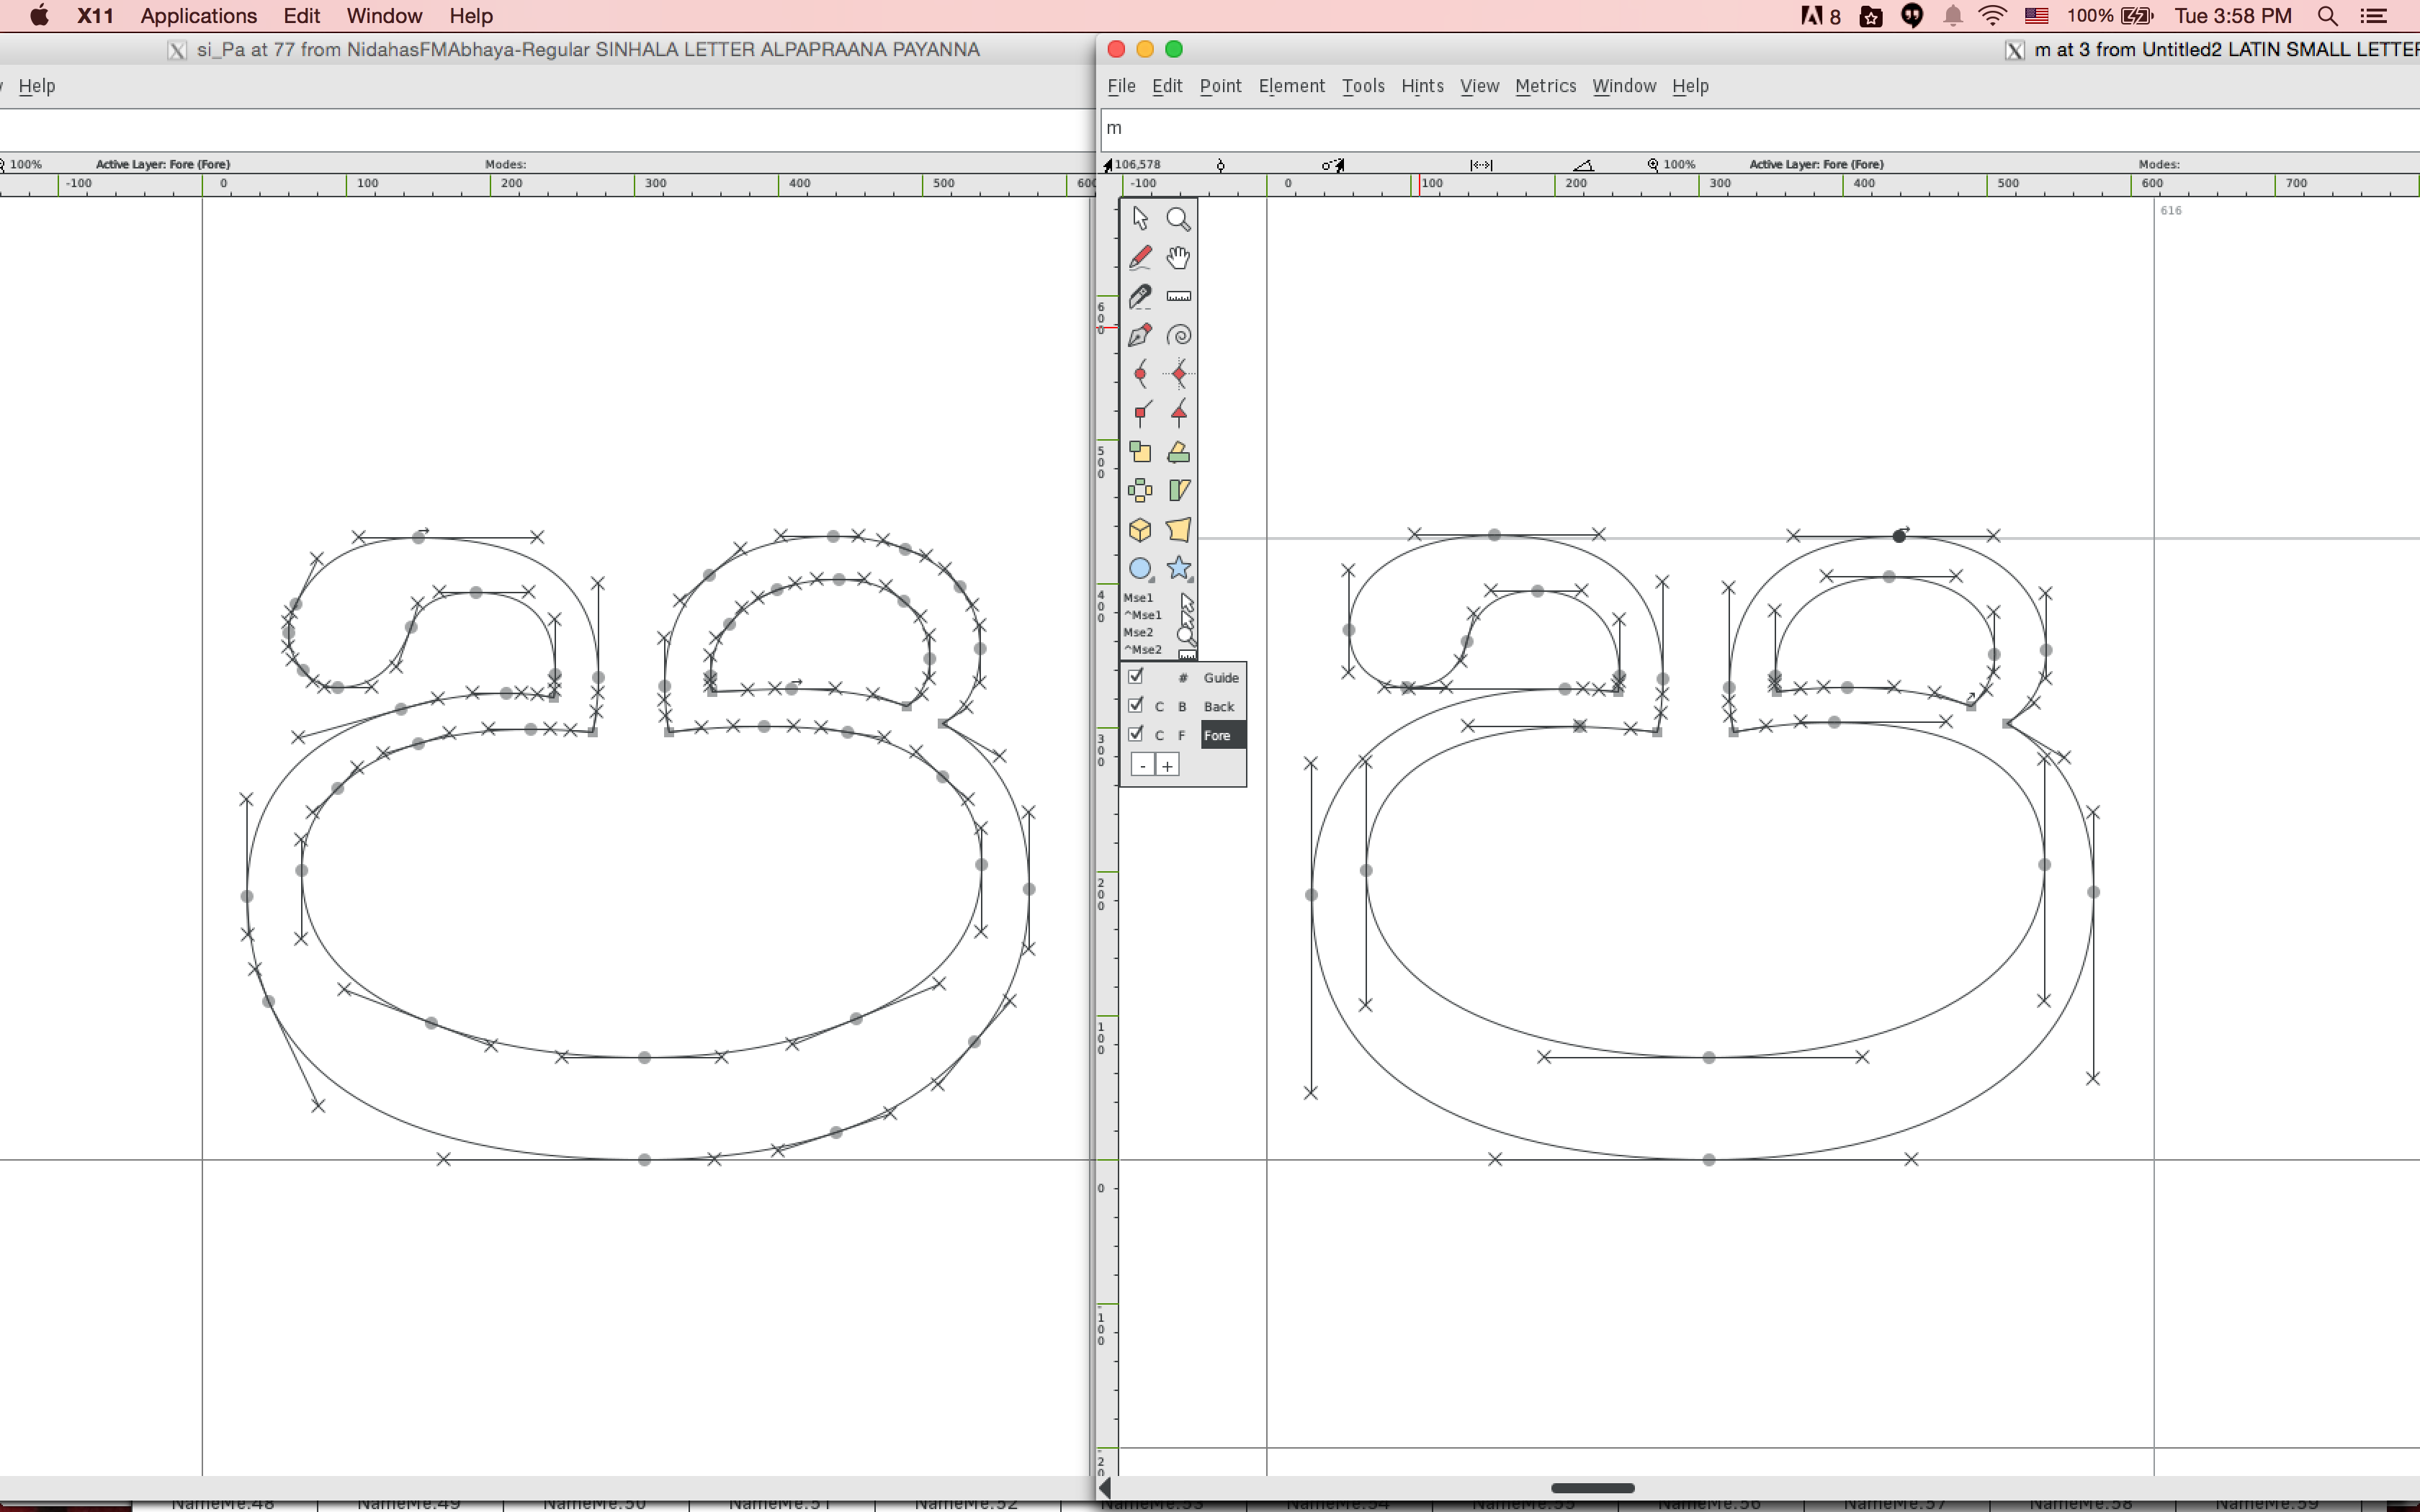 X11 Applications Edit Window Help 8 100% Tue 3:58 PM
si_Pa at 77 from NidahasFMAbhaya-Regular SINHALA LETTER ALPAPRAANA PAYANNA
m at 3 from Untitled2 LATIN SMALL LETTER
Help
File Edit Point Element Tools Hints View Metrics Window Help
m
100% Active Layer: Fore (Fore) Modes:
106,578 100% Active Layer: Fore (Fore) Modes:
-100 0 100 200 300 400 500 600
-100 0 100 200 300 400 500 600 700
616
600
500
400
300
200
100
0
-100
Mse1
^Mse1
Mse2
^Mse2
# Guide
C B Back
C F Fore
- +
NameMe.48 NameMe.49 NameMe.50 NameMe.51 NameMe.52 NameMe.53 NameMe.54 NameMe.55 NameMe.56 NameMe.57 NameMe.58 NameMe.59